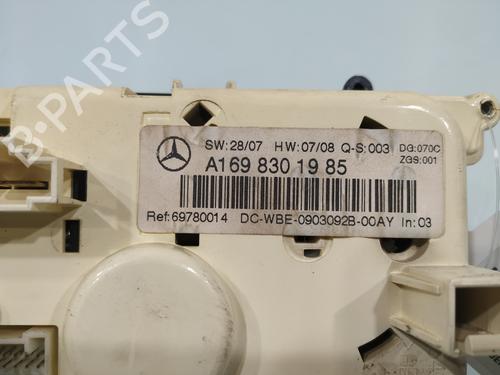 SW:28/07 HW:07/08 Q-S:003 DG:070C
ZGS:001
A169 830 19 85
Ref:69780014 DC-WBE-0903092B-00AY In:03
B-PARTS